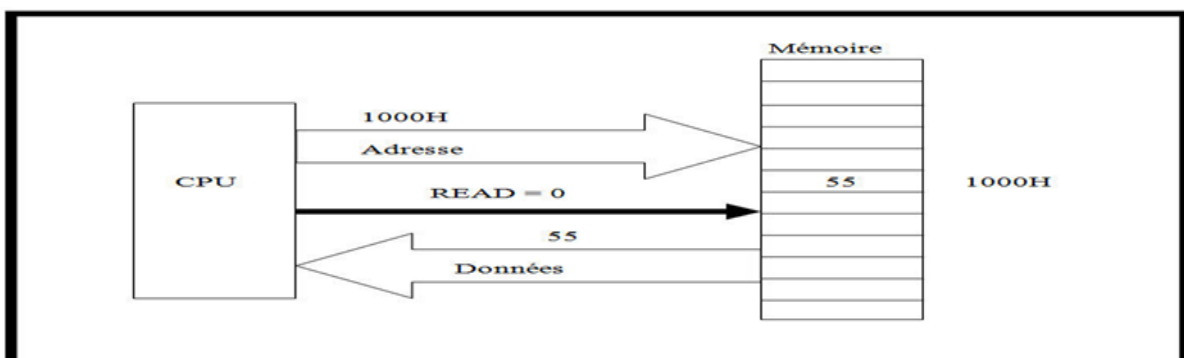 Mémoire
1000H
Adresse
CPU
READ = 0
55
1000H
55
Données